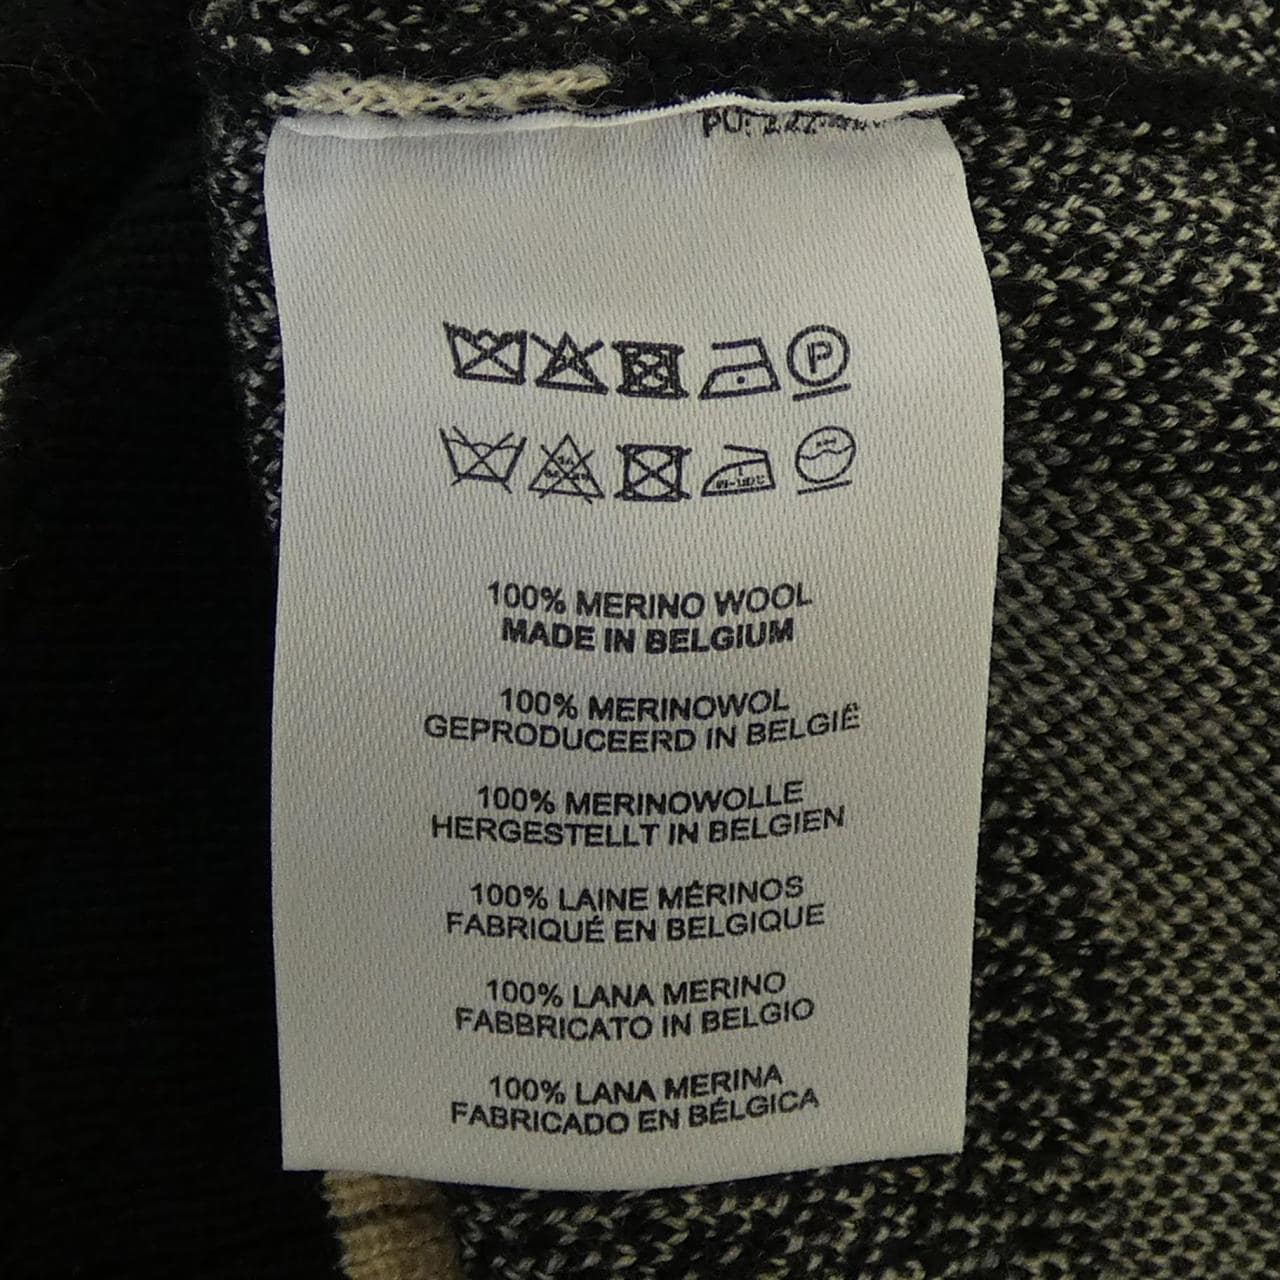 PO:
P
100% MERINO WOOL
MADE IN BELGIUM
100% MERINOWOL
GEPRODUCEERD IN BELGIË
100% MERINOWOLLE
HERGESTELLT IN BELGIEN
100% LAINE MÉRINOS
FABRIQUÉ EN BELGIQUE
100% LANA MERINO
FABBRICATO IN BELGIO
100% LANA MERINA
FABRICADO EN BÉLGICA